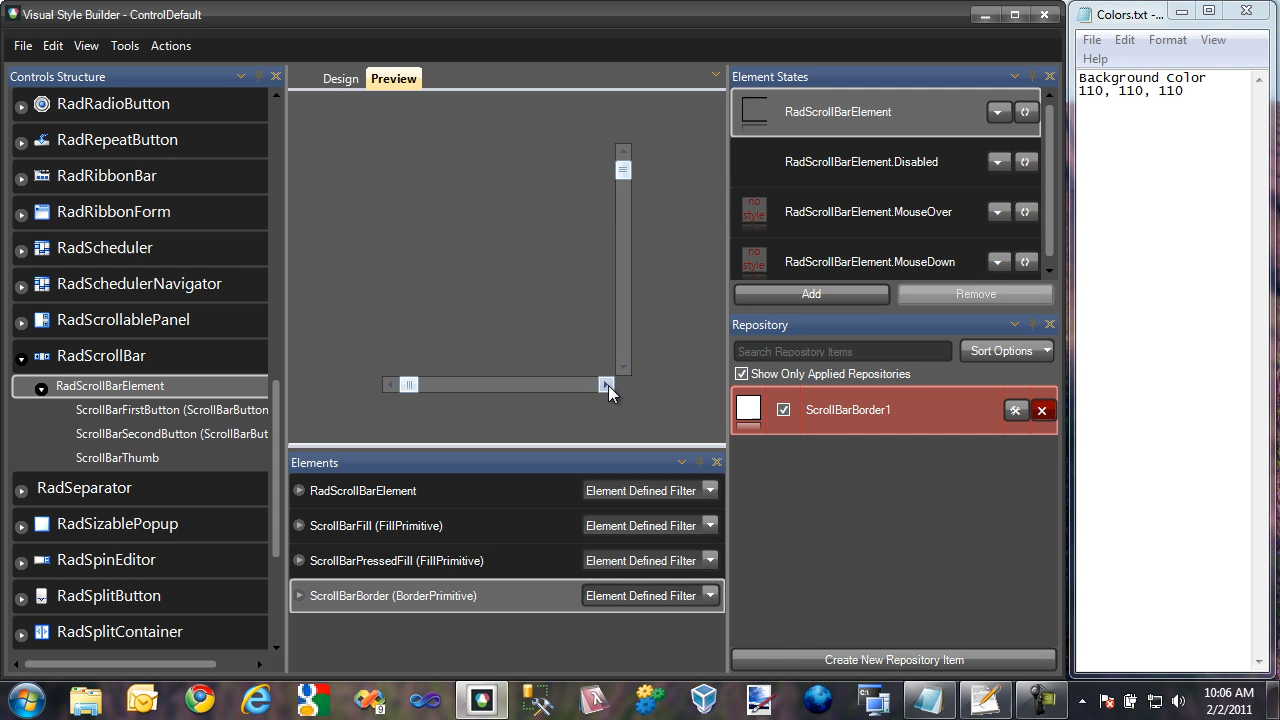 Visual Style Builder - ControlDefault
File Edit View Tools Actions
Controls Structure
RadRadioButton
RadRepeatButton
RadRibbonBar
RadRibbonForm
RadScheduler
RadSchedulerNavigator
RadScrollablePanel
RadScrollBar
RadScrollBarElement
ScrollBarFirstButton (ScrollBarButton
ScrollBarSecondButton (ScrollBarBut
ScrollBarThumb
RadSeparator
RadSizablePopup
RadSpinEditor
RadSplitButton
RadSplitContainer
Design Preview
Elements
RadScrollBarElement Element Defined Filter
ScrollBarFill (FillPrimitive) Element Defined Filter
ScrollBarPressedFill (FillPrimitive) Element Defined Filter
ScrollBarBorder (BorderPrimitive) Element Defined Filter
Element States
RadScrollBarElement
RadScrollBarElement.Disabled
no style RadScrollBarElement.MouseOver
no style RadScrollBarElement.MouseDown
Add Remove
Repository
Search Repository Items Sort Options
Show Only Applied Repositories
ScrollBarBorder1
Create New Repository Item
Colors.txt -...
File Edit Format View
Help
Background Color
110, 110, 110
10:06 AM
2/2/2011